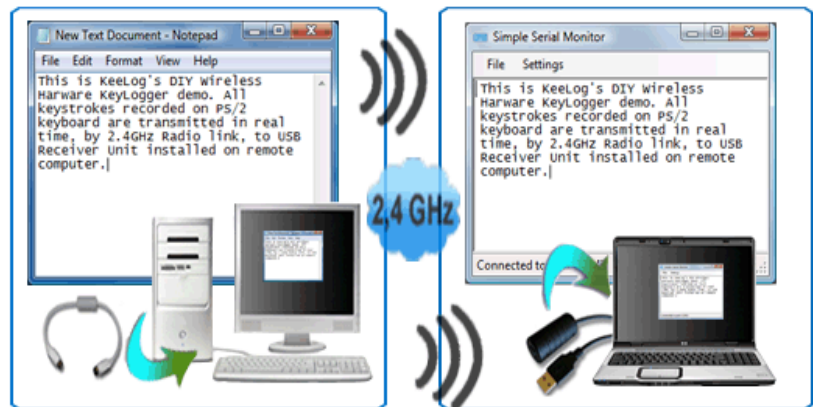 New Text Document - Notepad
File Edit Format View Help
This is KeeLog's DIY Wireless
Harware KeyLogger demo. All
keystrokes recorded on PS/2
keyboard are transmitted in real
time, by 2.4GHz Radio link, to USB
Receiver Unit installed on remote
computer.
2,4 GHz
Simple Serial Monitor
File Settings
This is KeeLog's DIY Wireless
Harware KeyLogger demo. All
keystrokes recorded on PS/2
keyboard are transmitted in real
time, by 2.4GHz Radio link, to USB
Receiver Unit installed on remote
computer.
Connected to